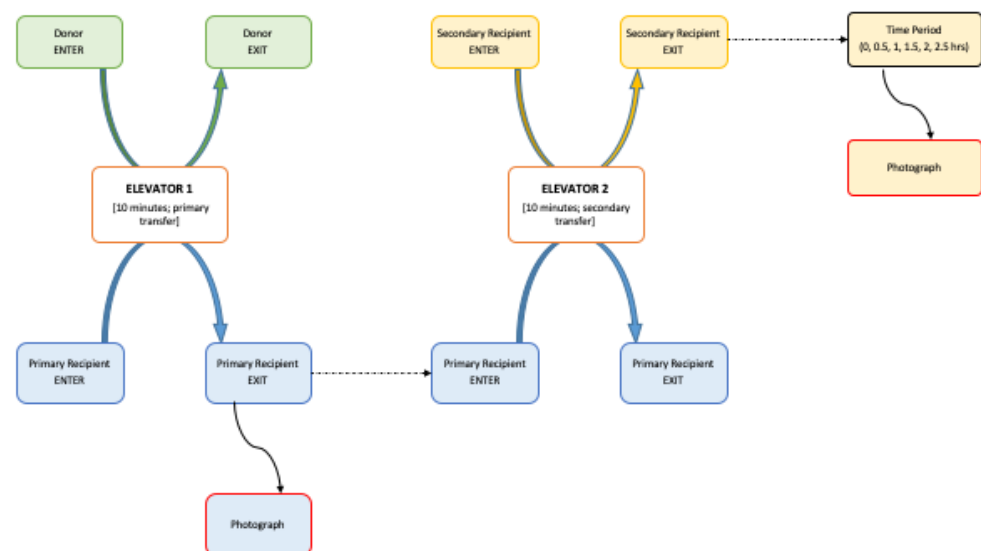 Donor
ENTER
Donor
EXIT
Secondary Recipient
ENTER
Secondary Recipient
EXIT
Time Period
(0, 0.5, 1, 1.5, 2, 2.5 hrs)
Photograph
ELEVATOR 1
[10 minutes; primary
transfer]
ELEVATOR 2
[10 minutes; secondary
transfer]
Primary Recipient
ENTER
Primary Recipient
EXIT
Primary Recipient
ENTER
Primary Recipient
EXIT
Photograph